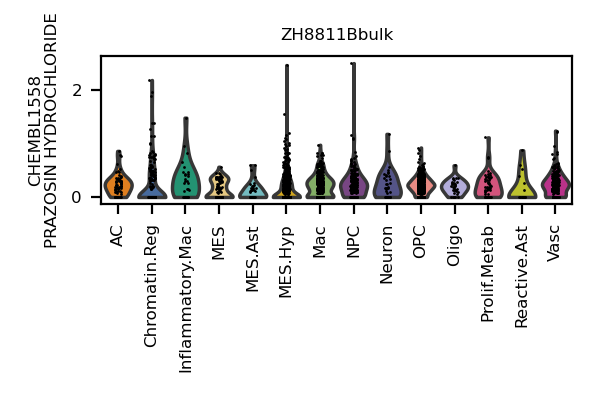 ZH8811Bbulk
CHEMBL1558
PRAZOSIN HYDROCHLORIDE
2
0
AC
Chromatin.Reg
Inflammatory.Mac
MES
MES.Ast
MES.Hyp
Mac
NPC
Neuron
OPC
Oligo
Prolif.Metab
Reactive.Ast
Vasc